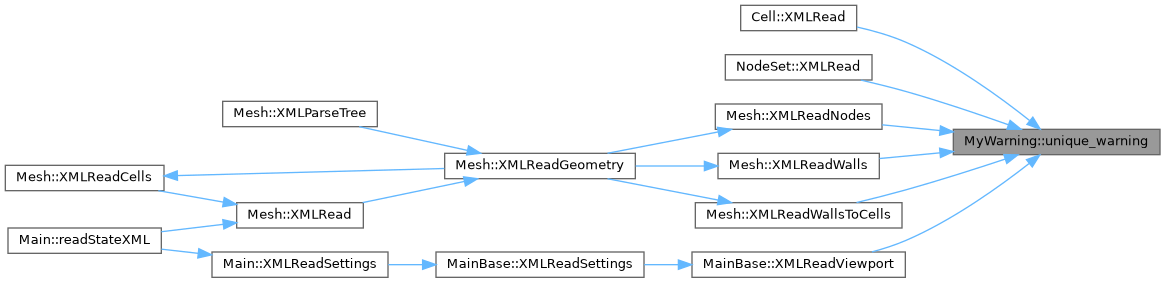 Cell::XMLRead
NodeSet::XMLRead
Mesh::XMLParseTree
Mesh::XMLReadNodes
MyWarning::unique_warning
Mesh::XMLReadGeometry
Mesh::XMLReadWalls
Mesh::XMLReadCells
Mesh::XMLRead
Mesh::XMLReadWallsToCells
Main::readStateXML
Main::XMLReadSettings
MainBase::XMLReadSettings
MainBase::XMLReadViewport